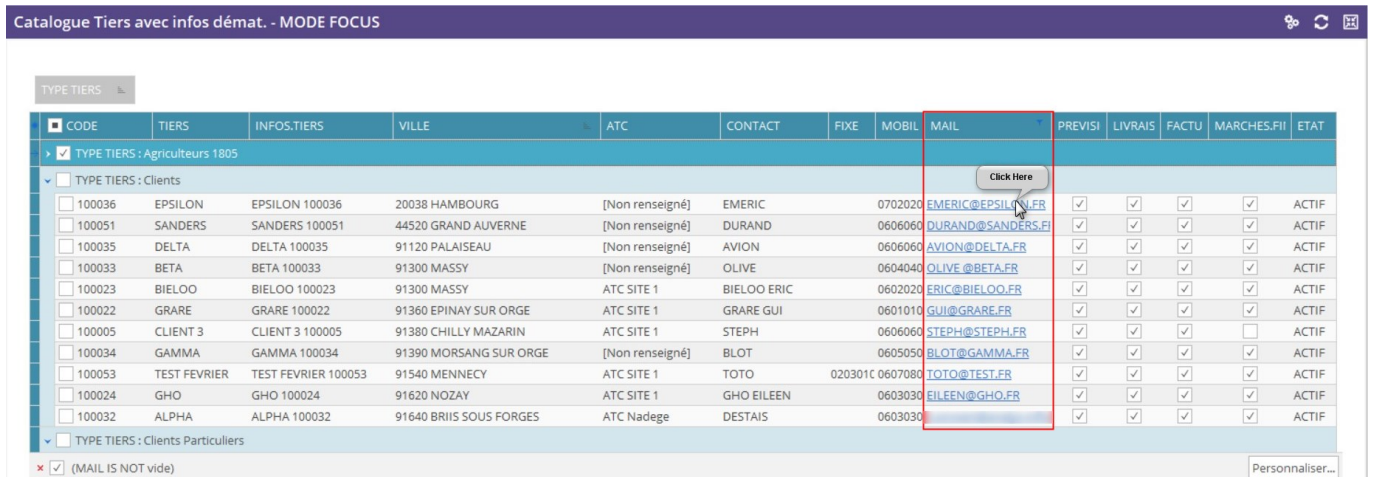 Catalogue Tiers avec infos démat. - MODE FOCUS
TYPE TIERS
CODE TIERS INFOS.TIERS VILLE ATC CONTACT FIXE MOBIL MAIL PREVISI LIVRAIS FACTU MARCHES.FII ETAT
TYPE TIERS : Agriculteurs 1805
TYPE TIERS : Clients
Click Here
100036 EPSILON EPSILON 100036 20038 HAMBOURG [Non renseigné] EMERIC 0702020 EMERIC@EPSILON.FR ACTIF
100051 SANDERS SANDERS 100051 44520 GRAND AUVERNE [Non renseigné] DURAND 0606060 DURAND@SANDERS.FI ACTIF
100035 DELTA DELTA 100035 91120 PALAISEAU [Non renseigné] AVION 0606060 AVION@DELTA.FR ACTIF
100033 BETA BETA 100033 91300 MASSY [Non renseigné] OLIVE 0604040 OLIVE @BETA.FR ACTIF
100023 BIELOO BIELOO 100023 91300 MASSY ATC SITE 1 BIELOO ERIC 0602020 ERIC@BIELOO.FR ACTIF
100022 GRARE GRARE 100022 91360 EPINAY SUR ORGE ATC SITE 1 GRARE GUI 0601010 GUI@GRARE.FR ACTIF
100005 CLIENT 3 CLIENT 3 100005 91380 CHILLY MAZARIN ATC SITE 1 STEPH 0606060 STEPH@STEPH.FR ACTIF
100034 GAMMA GAMMA 100034 91390 MORSANG SUR ORGE [Non renseigné] BLOT 0605050 BLOT@GAMMA.FR ACTIF
100053 TEST FEVRIER TEST FEVRIER 100053 91540 MENNECY ATC SITE 1 TOTO 020301C 0607080 TOTO@TEST.FR ACTIF
100024 GHO GHO 100024 91620 NOZAY ATC SITE 1 GHO EILEEN 0603030 EILEEN@GHO.FR ACTIF
100032 ALPHA ALPHA 100032 91640 BRIIS SOUS FORGES ATC Nadege DESTAIS 0603030 ACTIF
TYPE TIERS : Clients Particuliers
(MAIL IS NOT vide) Personnaliser...